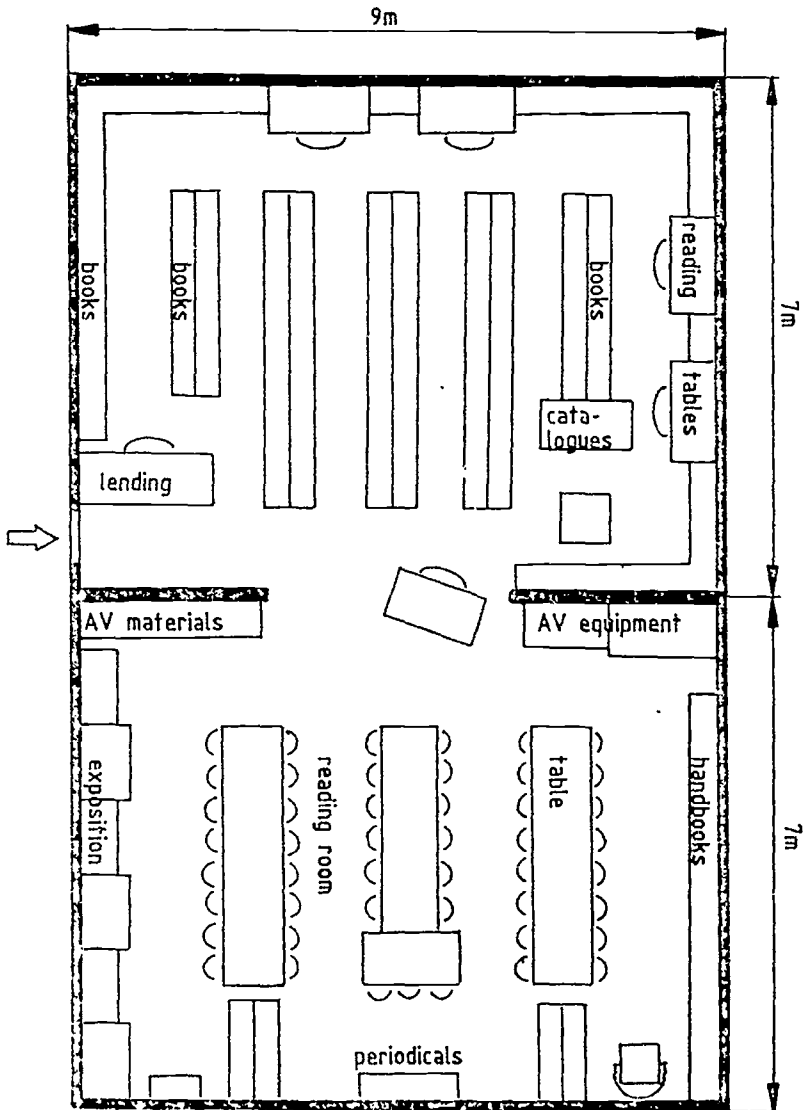 9m
books
books
books
reading
tables
7m
cata-
logues
lending
AV materials
AV equipment
exposition
reading room
table
handbooks
7m
periodicals